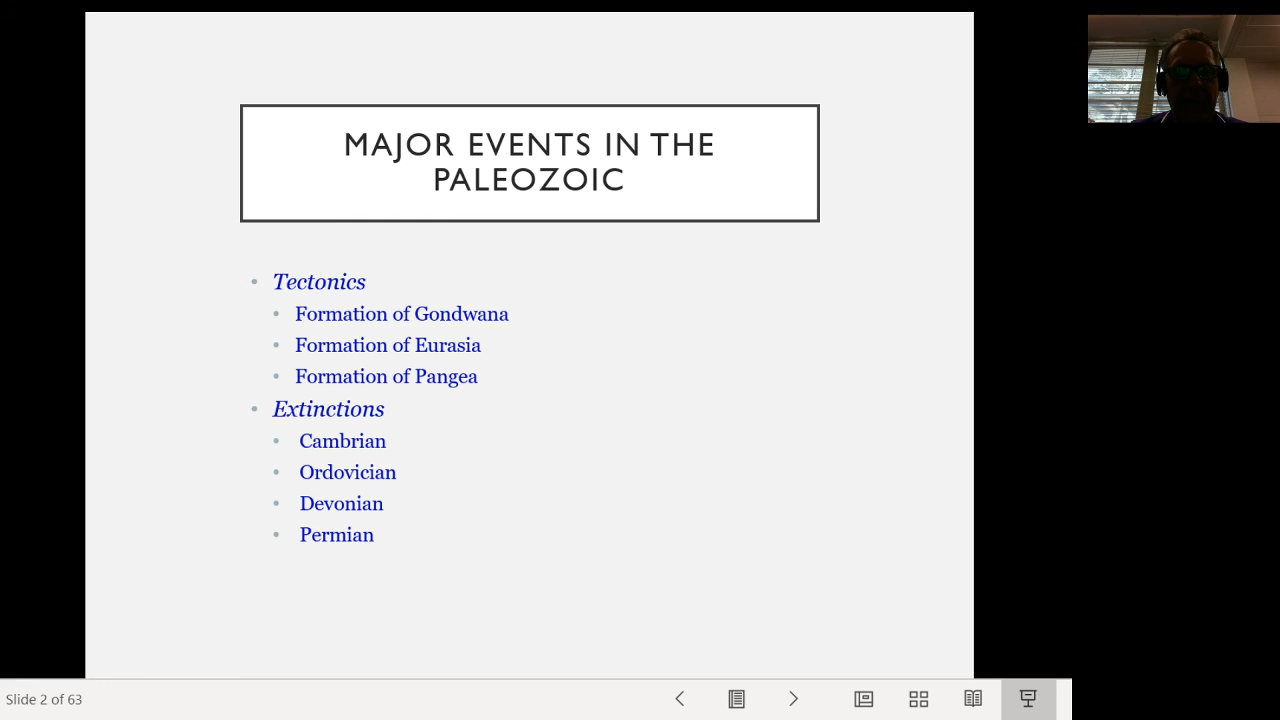 MAJOR EVENTS IN THE
PALEOZOIC
• Tectonics
• Formation of Gondwana
• Formation of Eurasia
• Formation of Pangea
• Extinctions
• Cambrian
• Ordovician
• Devonian
• Permian
Slide 2 of 63